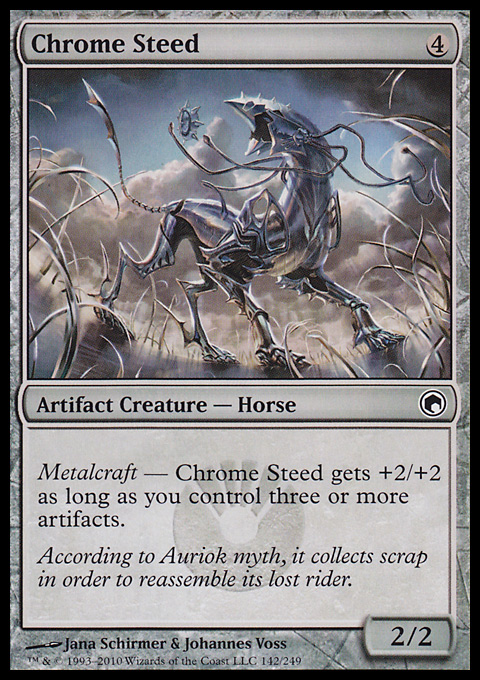 Chrome Steed 4
Artifact Creature — Horse
Metalcraft — Chrome Steed gets +2/+2
as long as you control three or more
artifacts.
According to Auriok myth, it collects scrap
in order to reassemble its lost rider.
Jana Schirmer & Johannes Voss
2/2
™ & © 1993–2010 Wizards of the Coast LLC 142/249